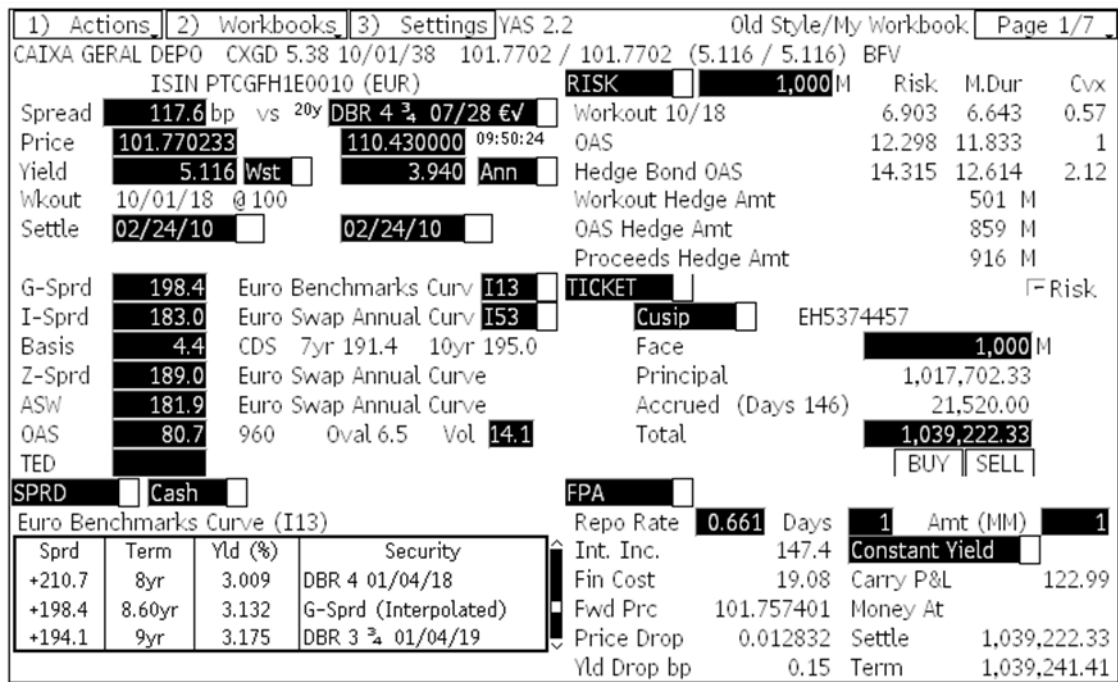 1) Actions 2) Workbooks 3) Settings YAS 2.2 Old Style/My Workbook Page 1/7
CAIXA GERAL DEPO CXGD 5.38 10/01/38 101.7702 / 101.7702 (5.116 / 5.116) BFV
ISIN PTCGFH1E0010 (EUR) RISK 1,000 M Risk M.Dur Cvx
Spread 117.6 bp vs 20y DBR 4 ¾ 07/28 €√ Workout 10/18 6.903 6.643 0.57
Price 101.770233 110.430000 09:50:24 OAS 12.298 11.833 1
Yield 5.116 Wst 3.940 Ann Hedge Bond OAS 14.315 12.614 2.12
Wkout 10/01/18 @ 100 Workout Hedge Amt 501 M
Settle 02/24/10 02/24/10 OAS Hedge Amt 859 M
Proceeds Hedge Amt 916 M
G-Sprd 198.4 Euro Benchmarks Curv I13 TICKET Risk
I-Sprd 183.0 Euro Swap Annual Curv I53 Cusip EH5374457
Basis 4.4 CDS 7yr 191.4 10yr 195.0 Face 1,000 M
Z-Sprd 189.0 Euro Swap Annual Curve Principal 1,017,702.33
ASW 181.9 Euro Swap Annual Curve Accrued (Days 146) 21,520.00
OAS 80.7 960 Oval 6.5 Vol 14.1 Total 1,039,222.33
TED BUY SELL
SPRD Cash FPA
Euro Benchmarks Curve (I13) Repo Rate 0.661 Days 1 Amt (MM) 1
Sprd Term Yld (%) Security Int. Inc. 147.4 Constant Yield
+210.7 8yr 3.009 DBR 4 01/04/18 Fin Cost 19.08 Carry P&L 122.99
+198.4 8.60yr 3.132 G-Sprd (Interpolated) Fwd Prc 101.757401 Money At
+194.1 9yr 3.175 DBR 3 ¾ 01/04/19 Price Drop 0.012832 Settle 1,039,222.33
Yld Drop bp 0.15 Term 1,039,241.41